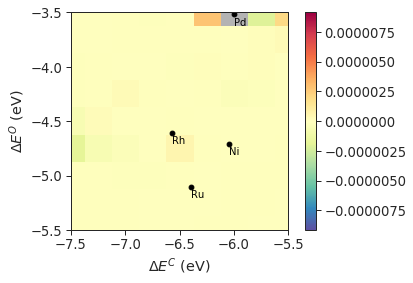 −3.5
−4.0
−4.5
−5.0
−5.5
ΔE^O (eV)
Pd
Rh
Ni
Ru
−7.5
−7.0
−6.5
−6.0
−5.5
ΔE^C (eV)
0.0000075
0.0000050
0.0000025
0.0000000
−0.0000025
−0.0000050
−0.0000075